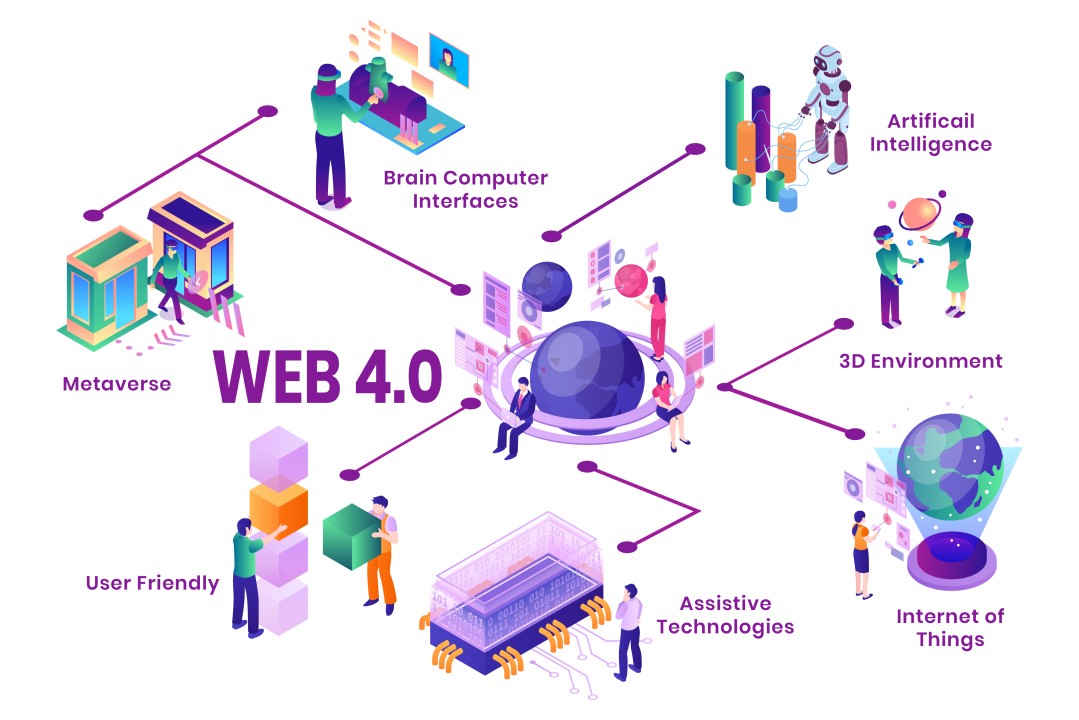 Brain Computer
Interfaces
Artificail
Intelligence
Metaverse
WEB 4.0
3D Environment
User Friendly
Assistive
Technologies
Internet of
Things